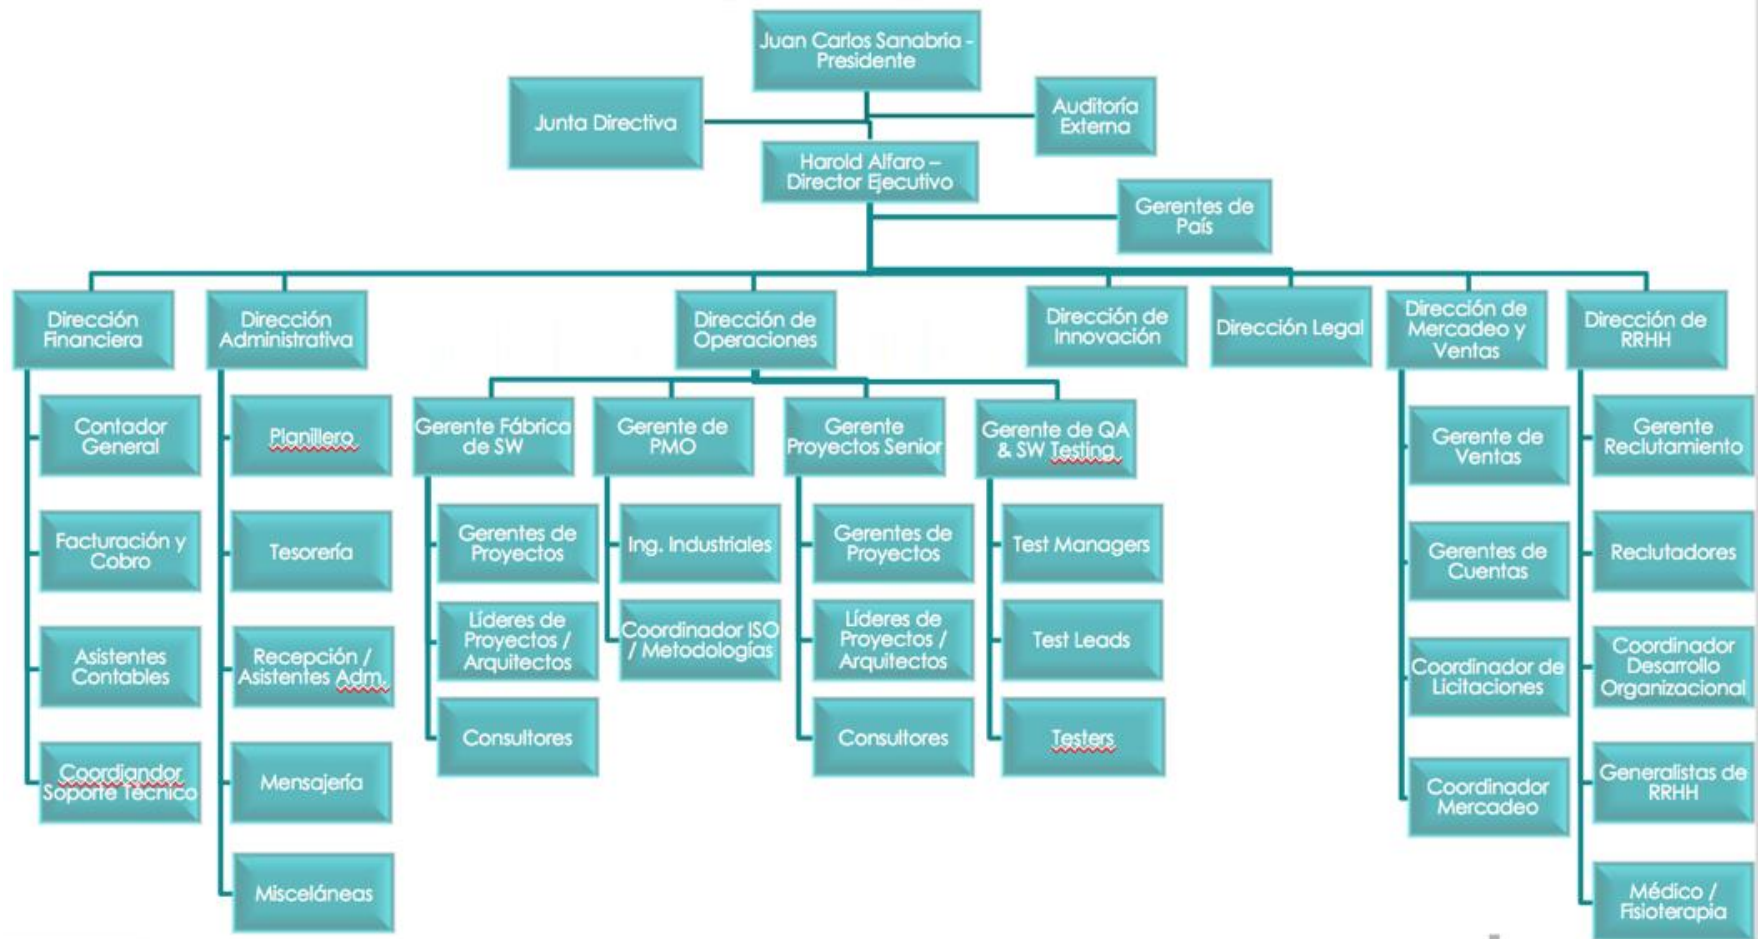 Juan Carlos Sanabria -
Presidente
Junta Directiva
Auditoría
Externa
Harold Alfaro –
Director Ejecutivo
Gerentes de
País
Dirección
Financiera
Dirección
Administrativa
Dirección de
Operaciones
Dirección de
Innovación
Dirección Legal
Dirección de
Mercadeo y
Ventas
Dirección de
RRHH
Contador
General
Facturación y
Cobro
Asistentes
Contables
Coordiandor
Soporte Técnico
Planillero
Tesorería
Recepción /
Asistentes Adm.
Mensajería
Misceláneas
Gerente Fábrica
de SW
Gerentes de
Proyectos
Líderes de
Proyectos /
Arquitectos
Consultores
Gerente de
PMO
Ing. Industriales
Coordinador ISO
/ Metodologías
Gerente
Proyectos Senior
Gerentes de
Proyectos
Líderes de
Proyectos /
Arquitectos
Consultores
Gerente de QA
& SW Testing.
Test Managers
Test Leads
Testers
Gerente de
Ventas
Gerentes de
Cuentas
Coordinador de
Licitaciones
Coordinador
Mercadeo
Gerente
Reclutamiento
Reclutadores
Coordinador
Desarrollo
Organizacional
Generalistas de
RRHH
Médico /
Fisioterapia